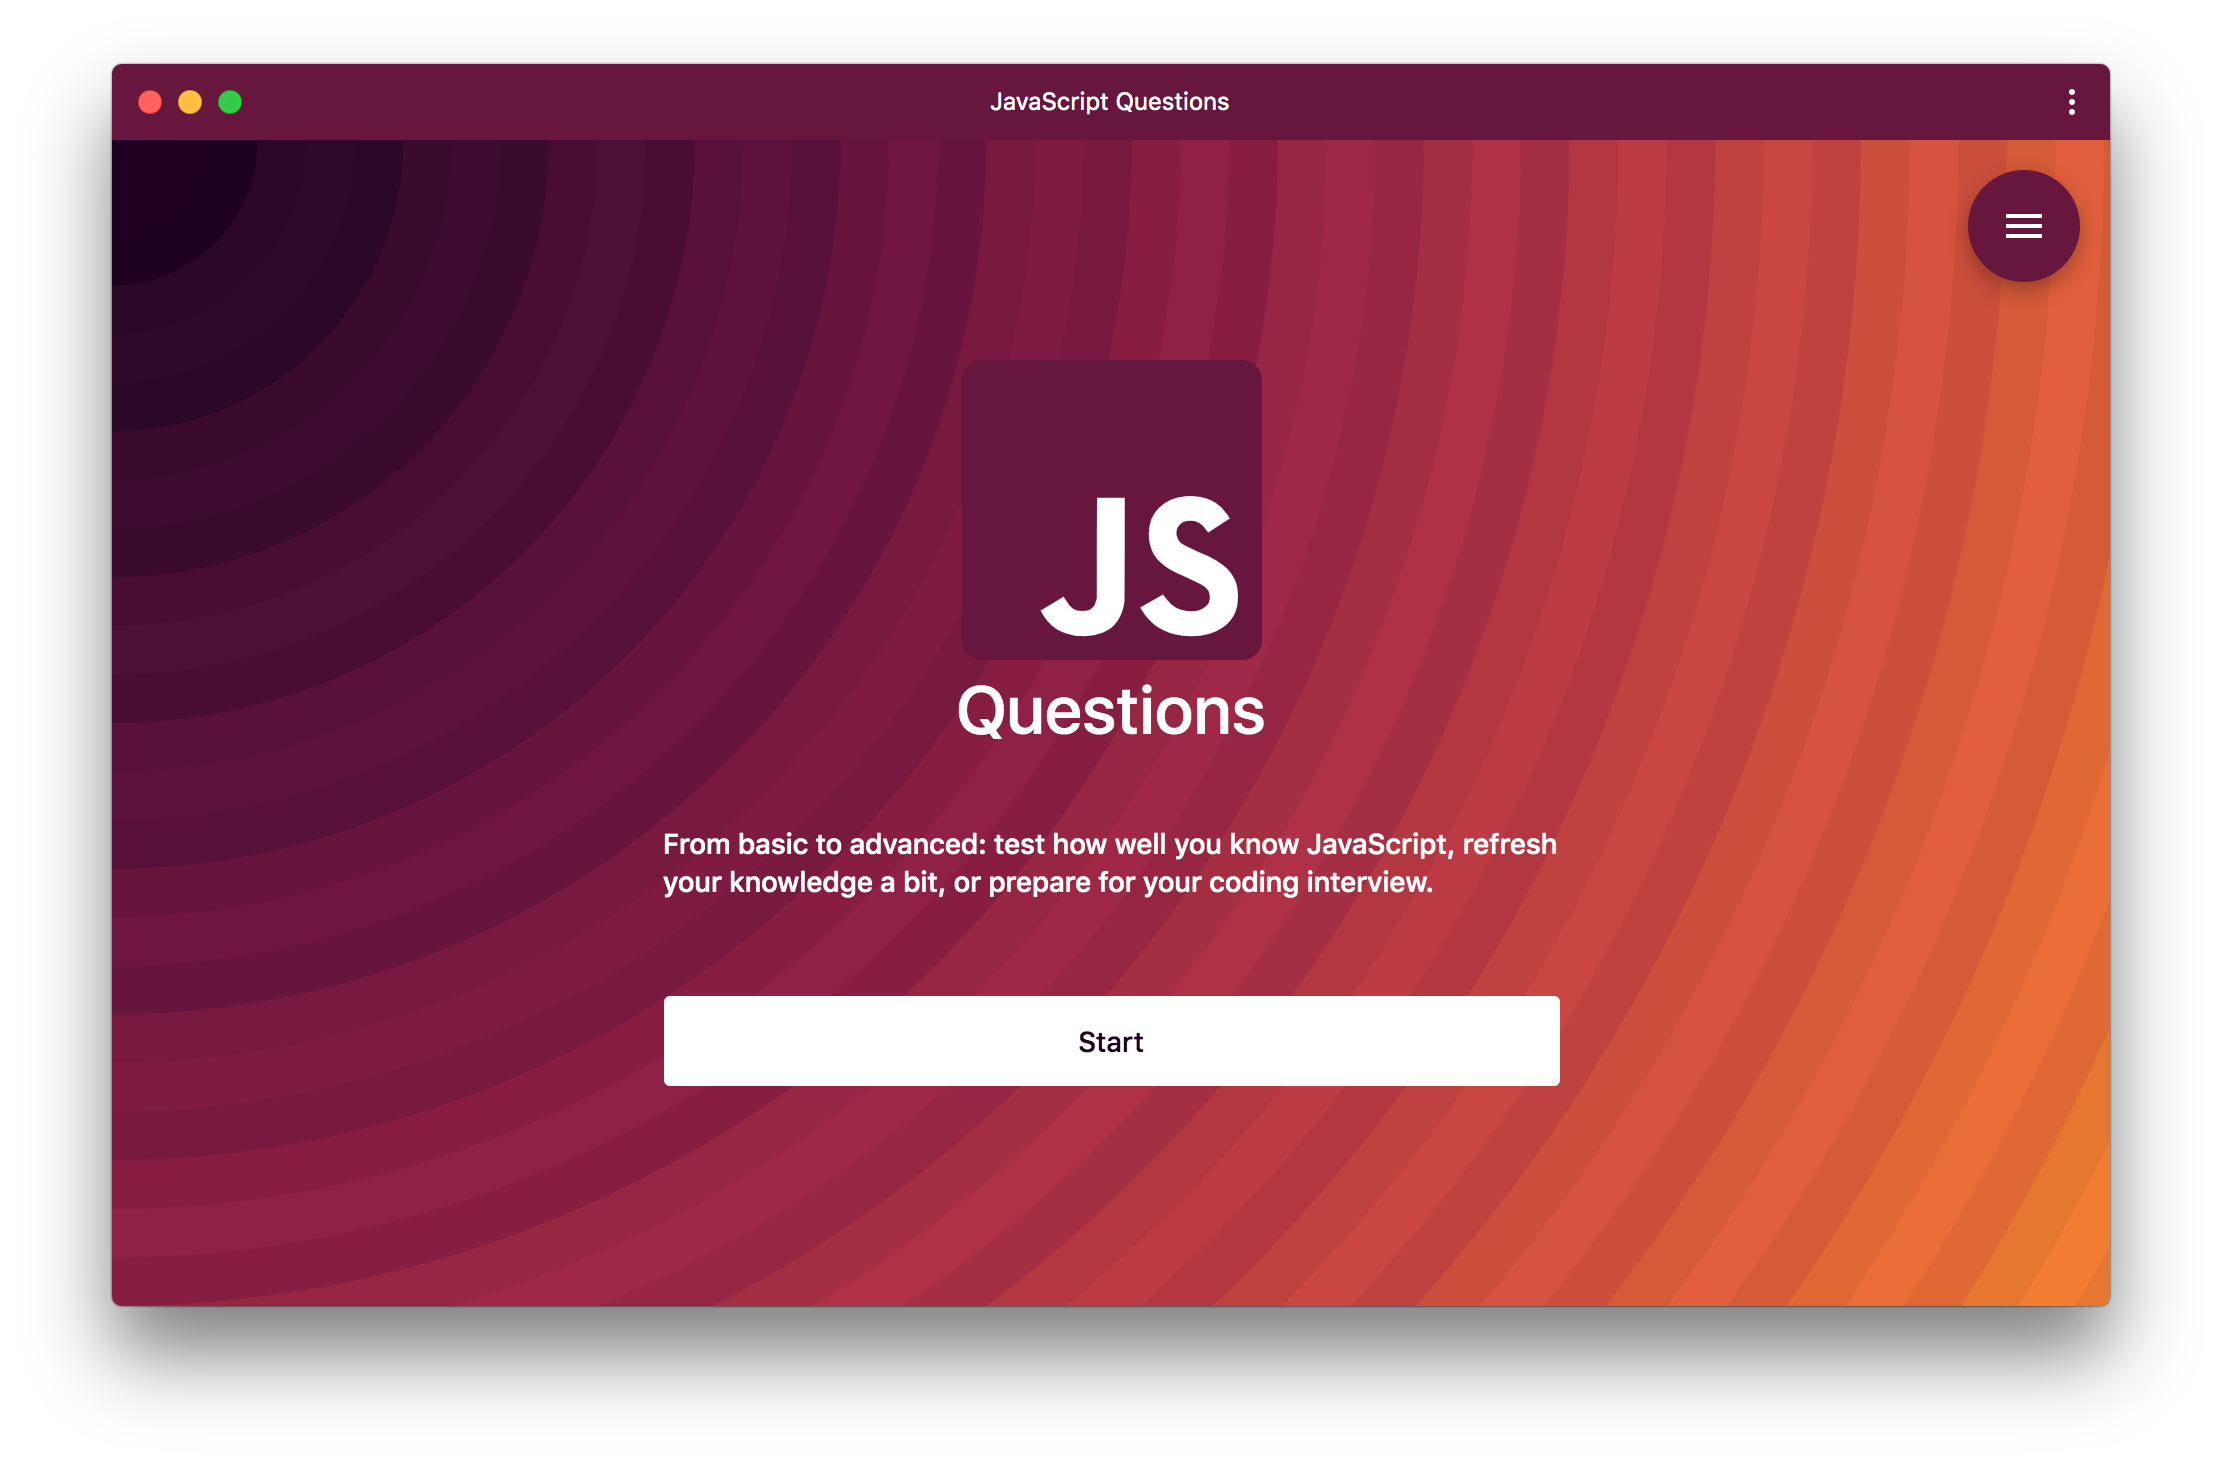 JavaScript Questions
JS
Questions
From basic to advanced: test how well you know JavaScript, refresh
your knowledge a bit, or prepare for your coding interview.
Start